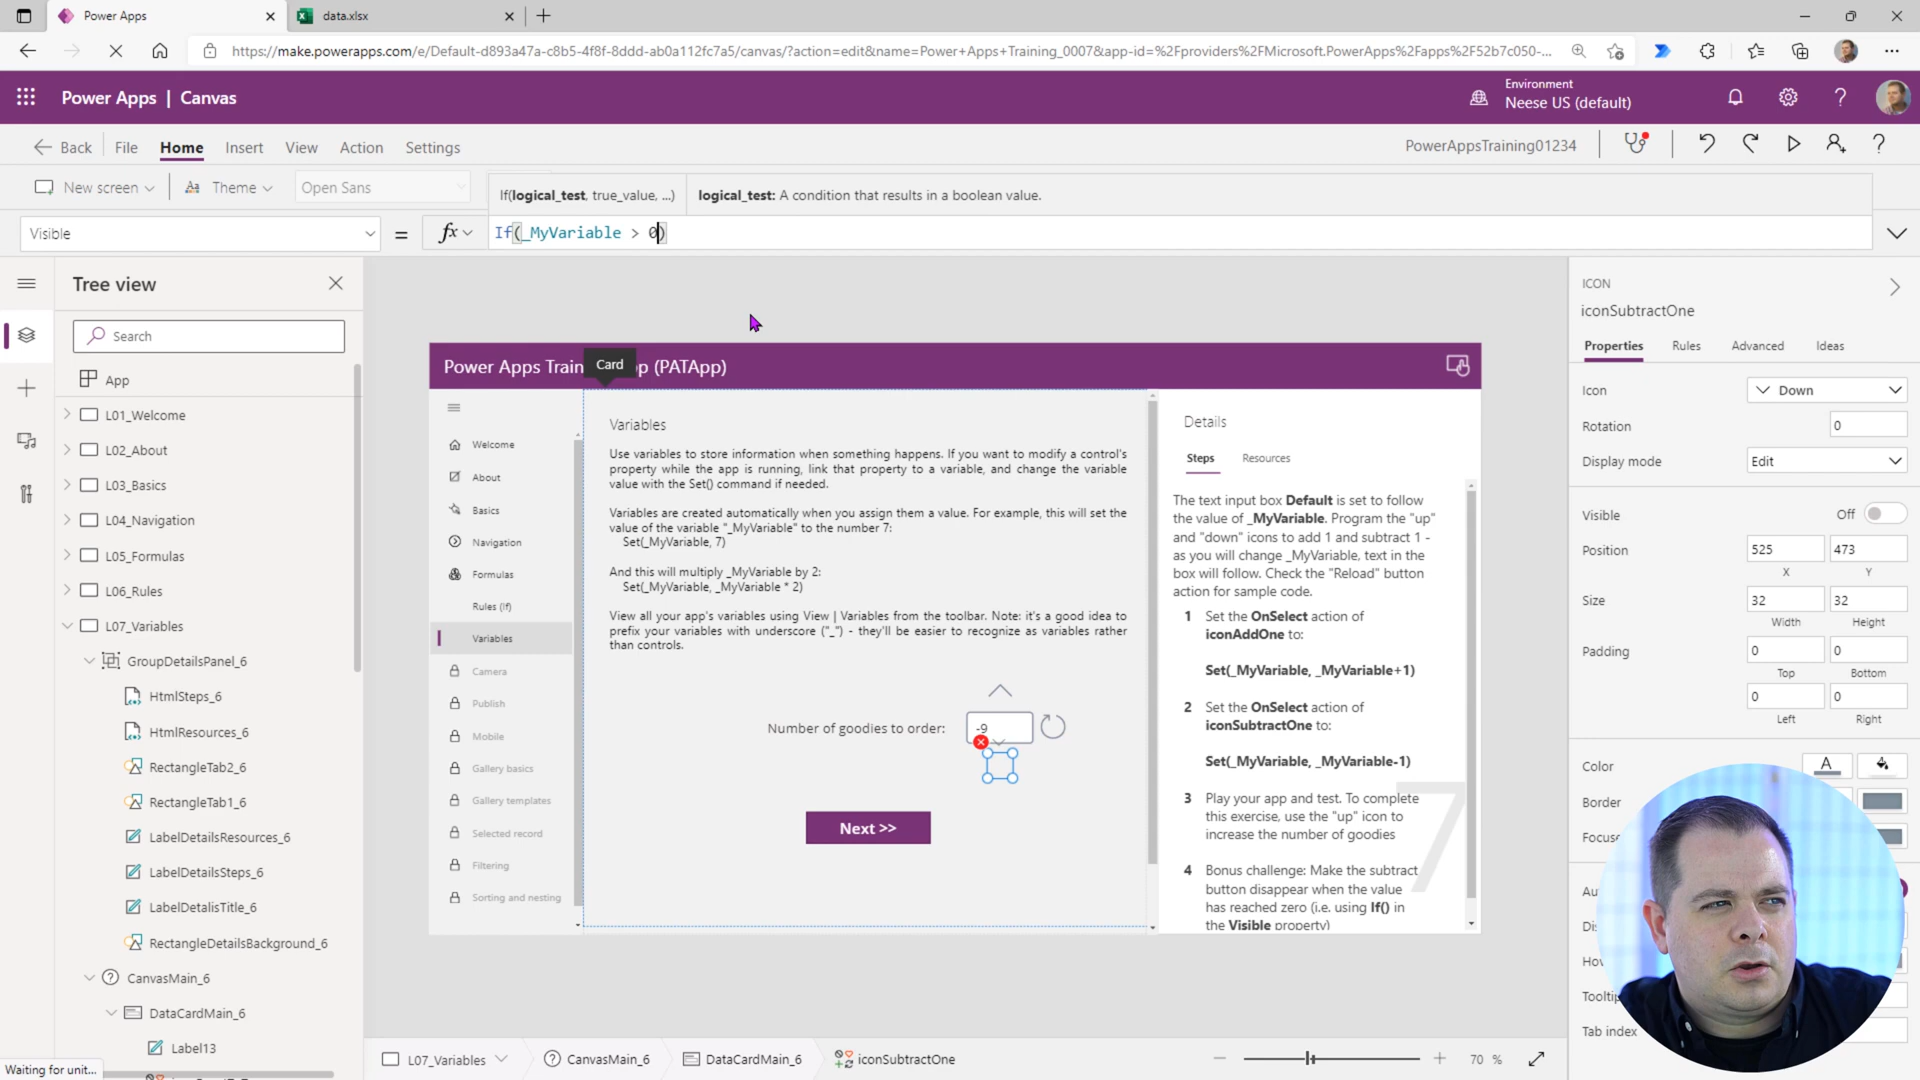 Power Apps
data.xlsx
https://make.powerapps.com/e/Default-d893a47a-c8b5-4f8f-8ddd-ab0a112fc7a5/canvas/?action=edit&name=Power+Apps+Training_0007&app-id=%2Fproviders%2FMicrosoft.PowerApps%2Fapps%2F52b7c050-...
Power Apps | Canvas
Environment
Neese US (default)
Back
File
Home
Insert
View
Action
Settings
PowerAppsTraining01234
New screen
Theme
Open Sans
If(logical_test, true_value, ...)
logical_test: A condition that results in a boolean value.
Visible
=
fx
If(_MyVariable > 0)
Tree view
Search
App
L01_Welcome
L02_About
L03_Basics
L04_Navigation
L05_Formulas
L06_Rules
L07_Variables
GroupDetailsPanel_6
HtmlSteps_6
HtmlResources_6
RectangleTab2_6
RectangleTab1_6
LabelDetailsResources_6
LabelDetailsSteps_6
LabelDetalisTitle_6
RectangleDetailsBackground_6
CanvasMain_6
DataCardMain_6
Label13
Waiting for unit...
Power Apps Train
Card
p (PATApp)
Welcome
About
Basics
Navigation
Formulas
Rules (If)
Variables
Camera
Publish
Mobile
Gallery basics
Gallery templates
Selected record
Filtering
Sorting and nesting
Variables
Use variables to store information when something happens. If you want to modify a control's
property while the app is running, link that property to a variable, and change the variable
value with the Set() command if needed.
Variables are created automatically when you assign them a value. For example, this will set the
value of the variable "_MyVariable" to the number 7:
Set(_MyVariable, 7)
And this will multiply _MyVariable by 2:
Set(_MyVariable, _MyVariable * 2)
View all your app's variables using View | Variables from the toolbar. Note: it's a good idea to
prefix your variables with underscore ("_") - they'll be easier to recognize as variables rather
than controls.
Number of goodies to order:
-9
Next >>
Details
Steps
Resources
The text input box Default is set to follow
the value of _MyVariable. Program the "up"
and "down" icons to add 1 and subtract 1 -
as you will change _MyVariable, text in the
box will follow. Check the "Reload" button
action for sample code.
1 Set the OnSelect action of
iconAddOne to:
Set(_MyVariable, _MyVariable+1)
2 Set the OnSelect action of
iconSubtractOne to:
Set(_MyVariable, _MyVariable-1)
3 Play your app and test. To complete
this exercise, use the "up" icon to
increase the number of goodies
4 Bonus challenge: Make the subtract
button disappear when the value
has reached zero (i.e. using If() in
the Visible property)
7
ICON
iconSubtractOne
Properties
Rules
Advanced
Ideas
Icon
Down
Rotation
0
Display mode
Edit
Visible
Off
Position
525
473
X
Y
Size
32
32
Width
Height
Padding
0
0
Top
Bottom
0
0
Left
Right
Color
A
Border
Focus
Tab index
L07_Variables
CanvasMain_6
DataCardMain_6
iconSubtractOne
70 %